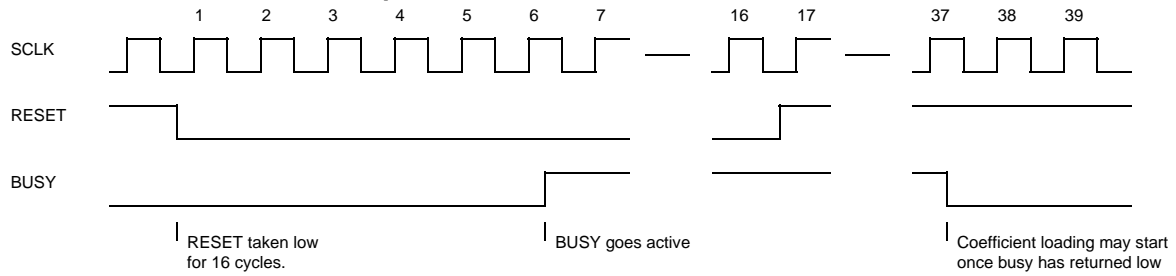 1 2 3 4 5 6 7 16 17 37 38 39
SCLK
RESET
BUSY
RESET taken low
for 16 cycles.
BUSY goes active
Coefficient loading may start
once busy has returned low